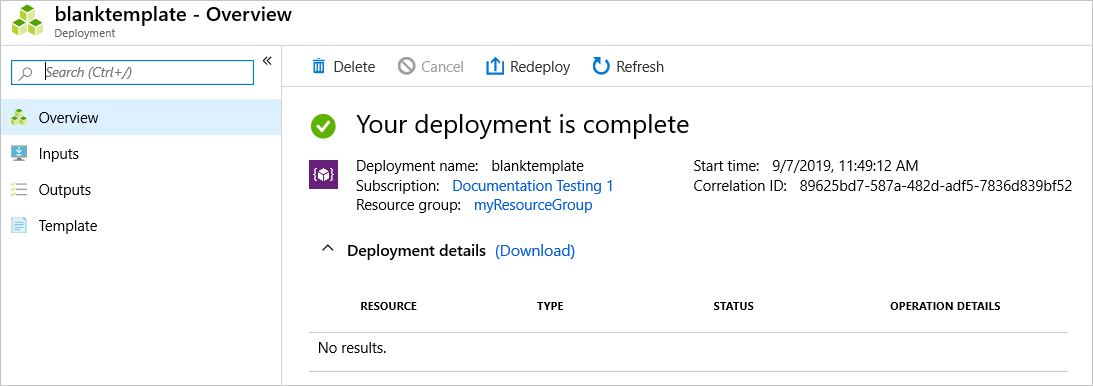 blanktemplate - Overview
Deployment
Search (Ctrl+/)
«
Delete Cancel Redeploy Refresh
Overview
Inputs
Outputs
Template
Your deployment is complete
Deployment name: blanktemplate Start time: 9/7/2019, 11:49:12 AM
Subscription: Documentation Testing 1 Correlation ID: 89625bd7-587a-482d-adf5-7836d839bf52
Resource group: myResourceGroup
Deployment details (Download)
RESOURCE TYPE STATUS OPERATION DETAILS
No results.